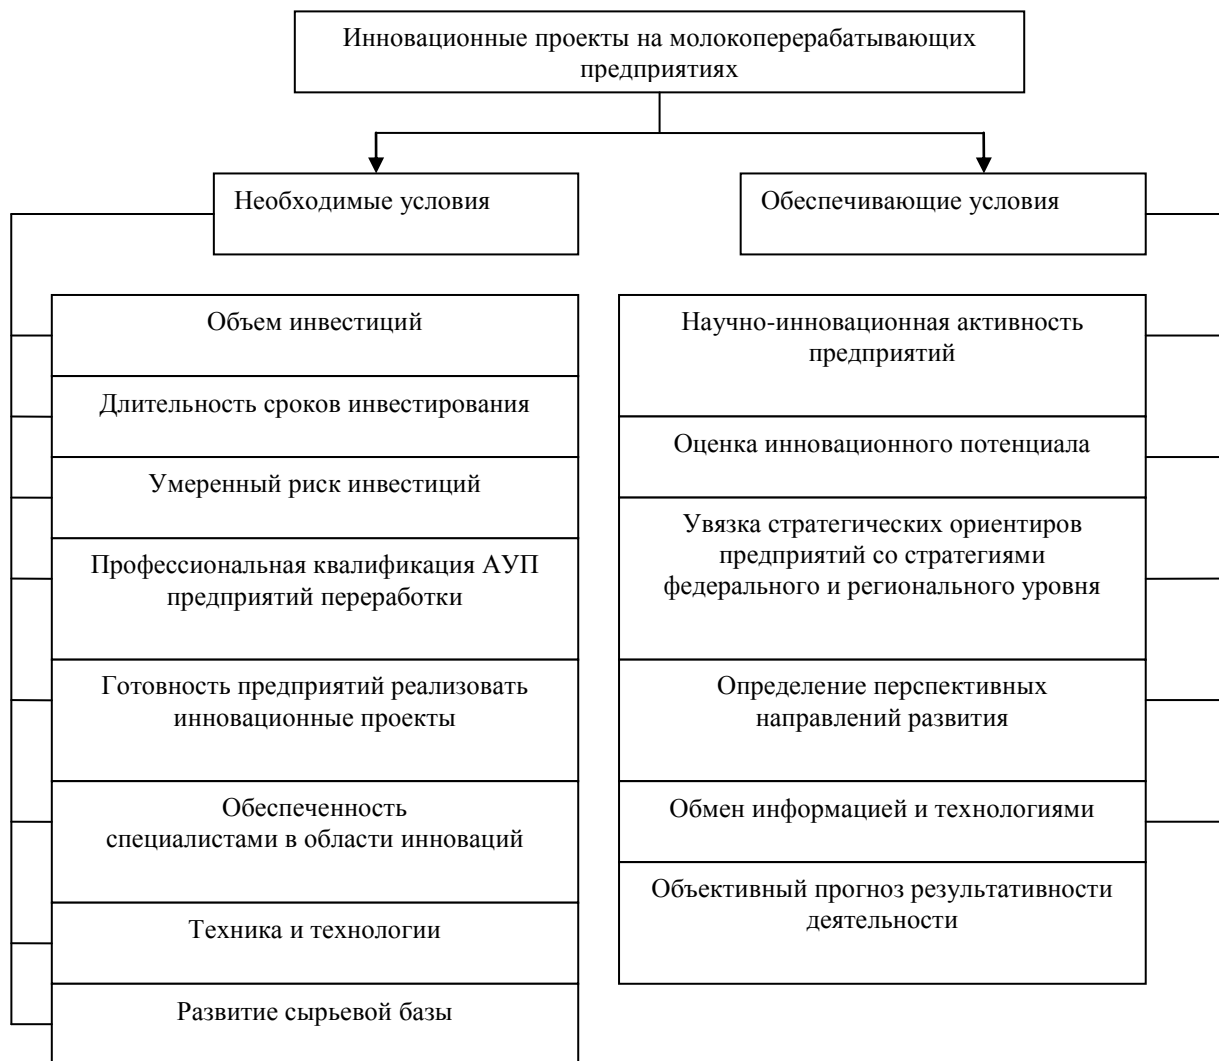 Инновационные проекты на молокоперерабатывающих
предприятиях
Необходимые условия
Обеспечивающие условия
Объем инвестиций
Длительность сроков инвестирования
Умеренный риск инвестиций
Профессиональная квалификация АУП
предприятий переработки
Готовность предприятий реализовать
инновационные проекты
Обеспеченность
специалистами в области инноваций
Техника и технологии
Развитие сырьевой базы
Научно-инновационная активность
предприятий
Оценка инновационного потенциала
Увязка стратегических ориентиров
предприятий со стратегиями
федерального и регионального уровня
Определение перспективных
направлений развития
Обмен информацией и технологиями
Объективный прогноз результативности
деятельности